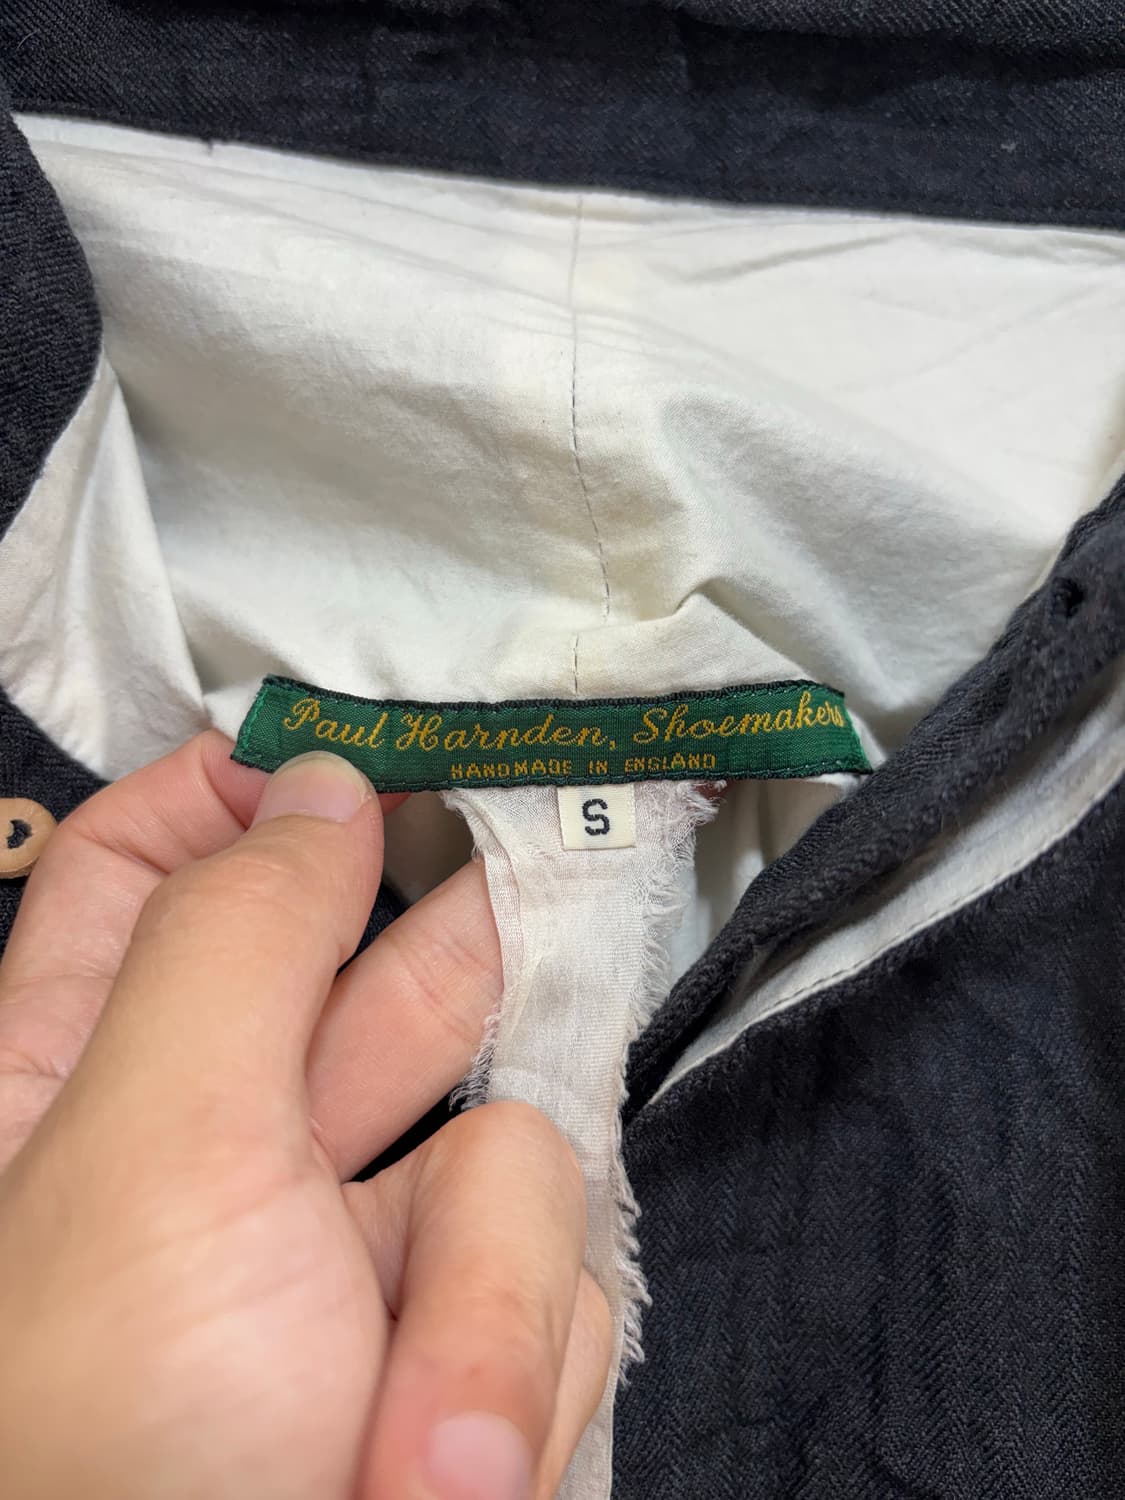 Paul Harnden, Shoemakers
HANDMADE IN ENGLAND
S